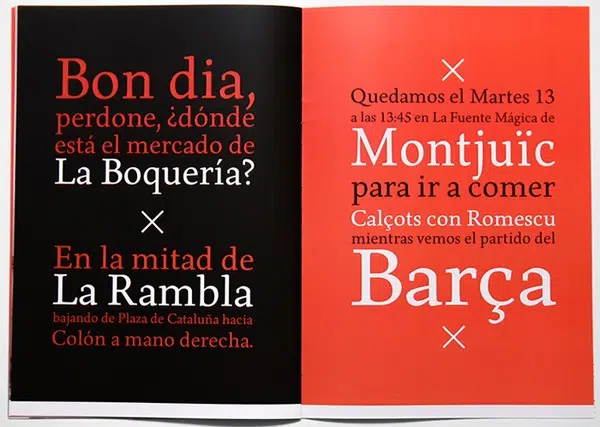 Bon dia,
perdone, ¿dónde
está el mercado de
La Boquería?
En la mitad de
La Rambla
bajando de Plaza de Cataluña hacia
Colón a mano derecha.
Quedamos el Martes 13
a las 13:45 en La Fuente Mágica de
Montjuïc
para ir a comer
Calçots con Romescu
mientras vemos el partido del
Barça